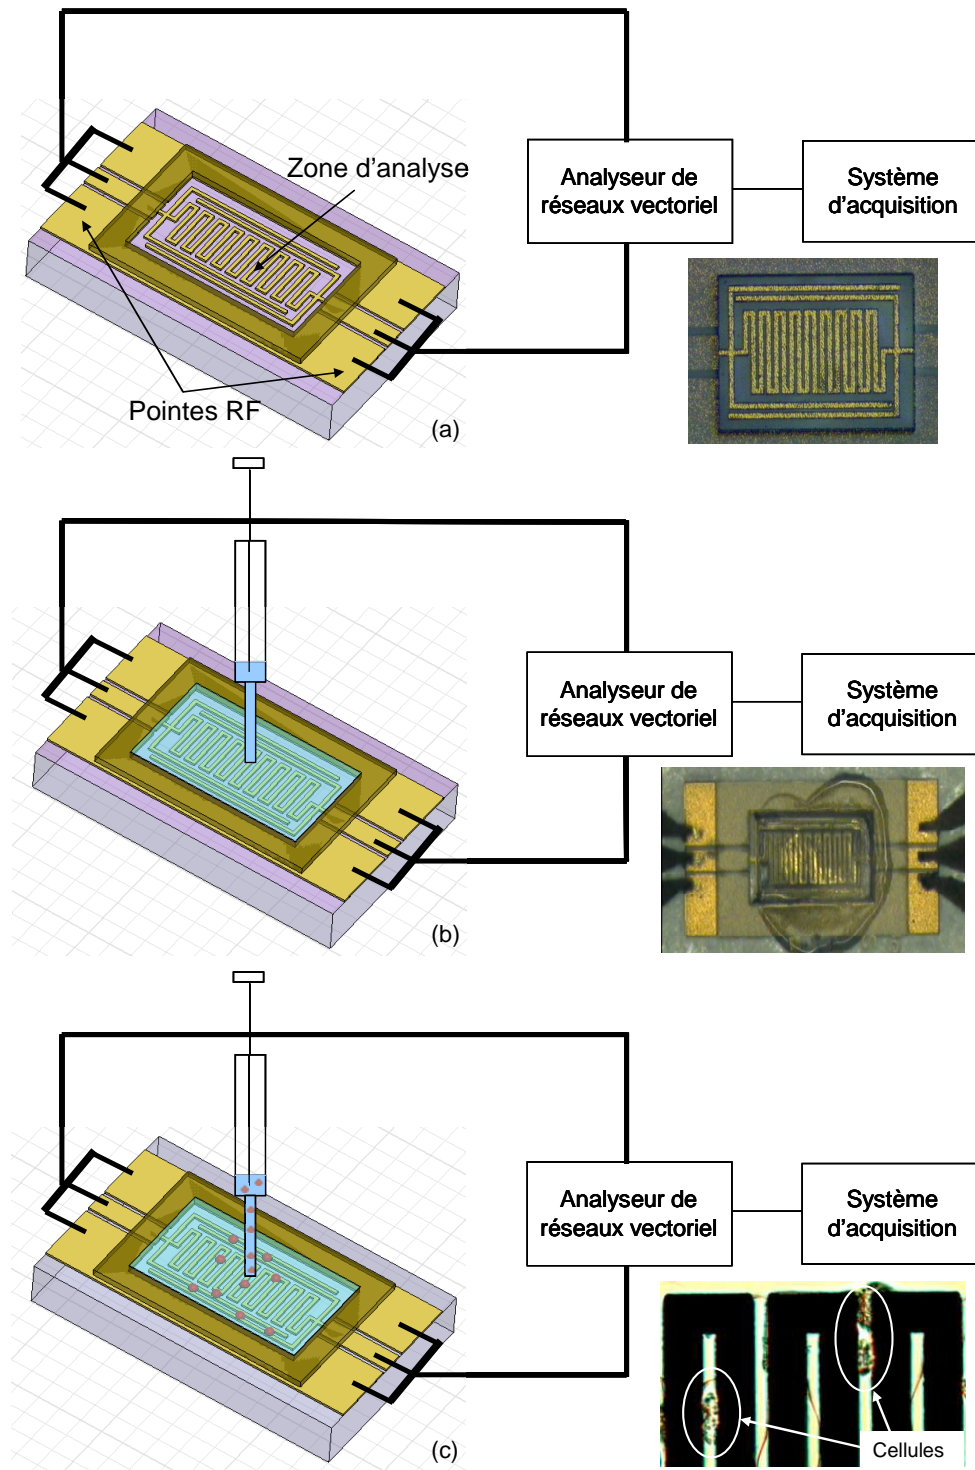 Zone d'analyse
Analyseur de
réseaux vectoriel
Système
d'acquisition
Pointes RF
(a)
Analyseur de
réseaux vectoriel
Système
d'acquisition
(b)
Analyseur de
réseaux vectoriel
Système
d'acquisition
Cellules
(c)